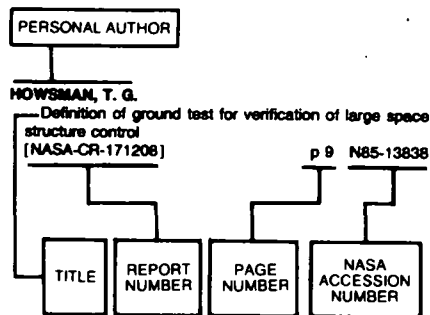 PERSONAL AUTHOR
HOWSMAN, T. G.
Definition of ground test for verification of large space
structure control
[NASA-CR-171208] p 9 N85-13838
TITLE
REPORT
NUMBER
PAGE
NUMBER
NASA
ACCESSION
NUMBER